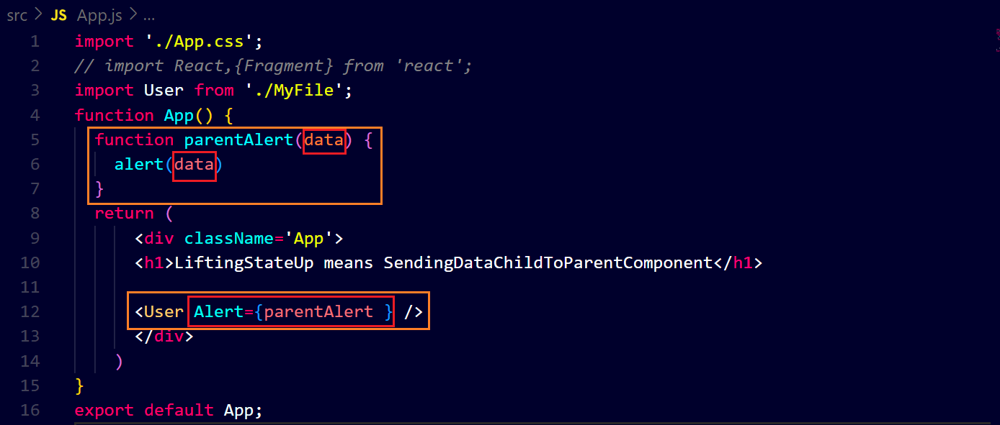 src > JS App.js > ...
1 import './App.css';
2 // import React,{Fragment} from 'react';
3 import User from './MyFile';
4 function App() {
5 function parentAlert(data) {
6 alert(data)
7 }
8 return (
9 <div className='App'>
10 <h1>LiftingStateUp means SendingDataChildToParentComponent</h1>
11
12 <User Alert={parentAlert } />
13 </div>
14 )
15 }
16 export default App;